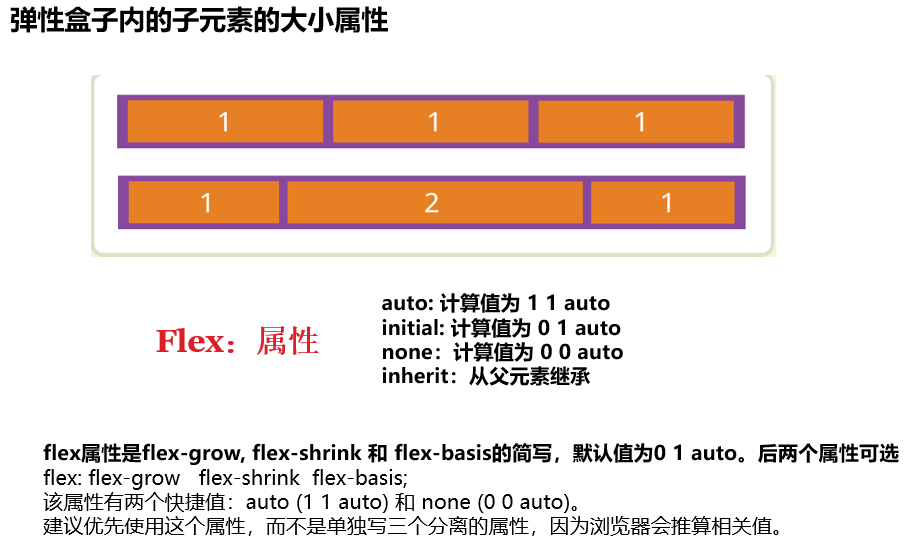 弹性盒子内的子元素的大小属性
1 1 1
1 2 1
auto: 计算值为 1 1 auto
initial: 计算值为 0 1 auto
Flex：属性
none：计算值为 0 0 auto
inherit：从父元素继承
flex属性是flex-grow, flex-shrink 和 flex-basis的简写，默认值为0 1 auto。后两个属性可选
flex: flex-grow flex-shrink flex-basis;
该属性有两个快捷值：auto (1 1 auto) 和 none (0 0 auto)。
建议优先使用这个属性，而不是单独写三个分离的属性，因为浏览器会推算相关值。